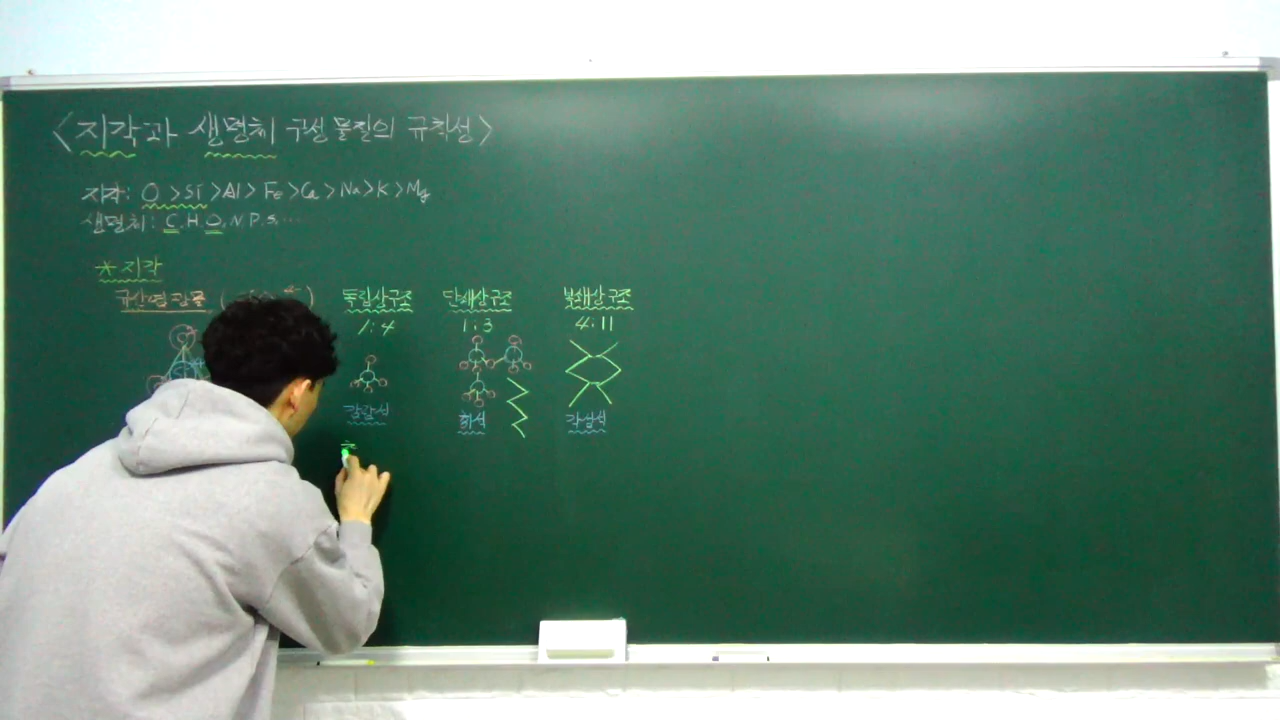 <지각과 생명체 구성 물질의 규칙성>
지각: O > Si > Al > Fe > Ca > Na > K > Mg
생명체: C, H, O, N, P, S, ...
* 지각
규산염 광물 ( 4- )
독립상구조 단쇄상구조 복쇄상구조
1:4 1:3 4:11
감람석 휘석 각섬석